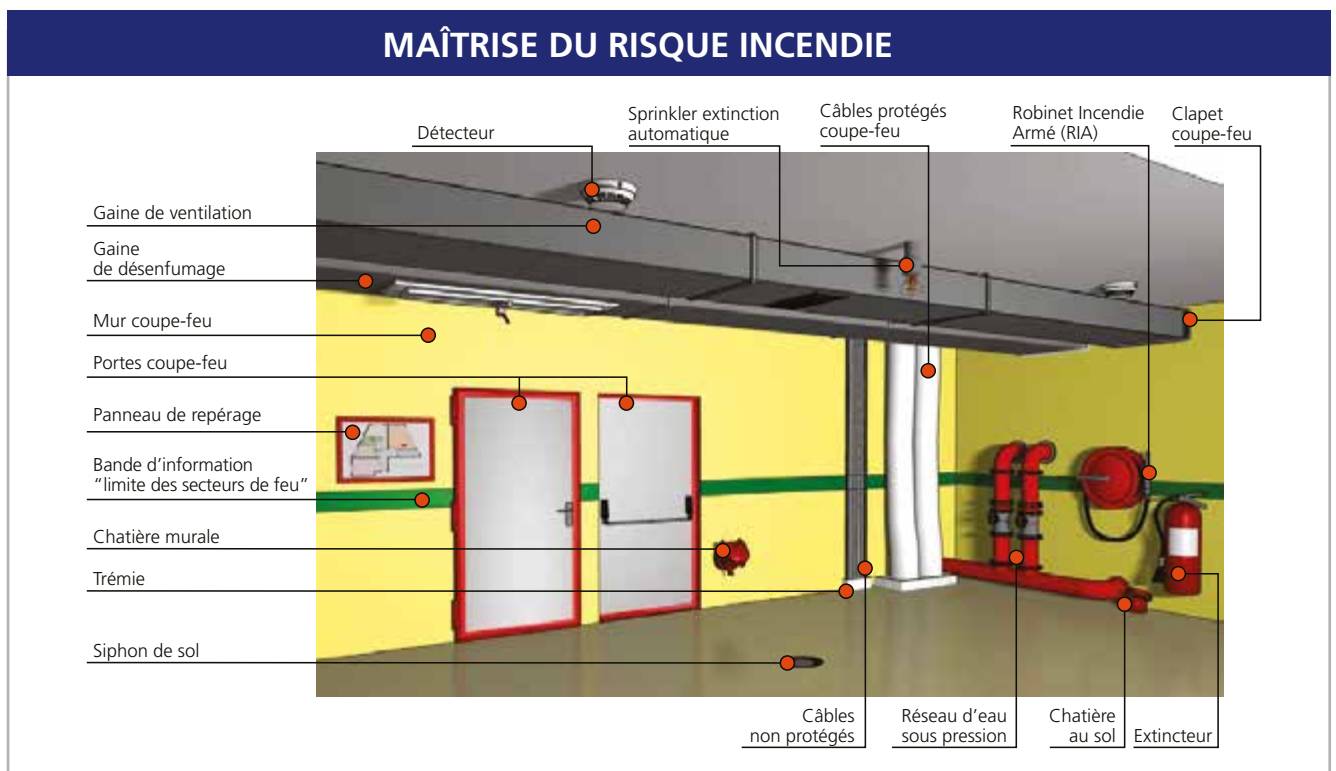 MAÎTRISE DU RISQUE INCENDIE
Détecteur
Sprinkler extinction
automatique
Câbles protégés
coupe-feu
Robinet Incendie
Armé (RIA)
Clapet
coupe-feu
Gaine de ventilation
Gaine
de désenfumage
Mur coupe-feu
Portes coupe-feu
Panneau de repérage
Bande d’information
“limite des secteurs de feu”
Chatière murale
Trémie
Siphon de sol
Câbles
non protégés
Réseau d’eau
sous pression
Chatière
au sol
Extincteur